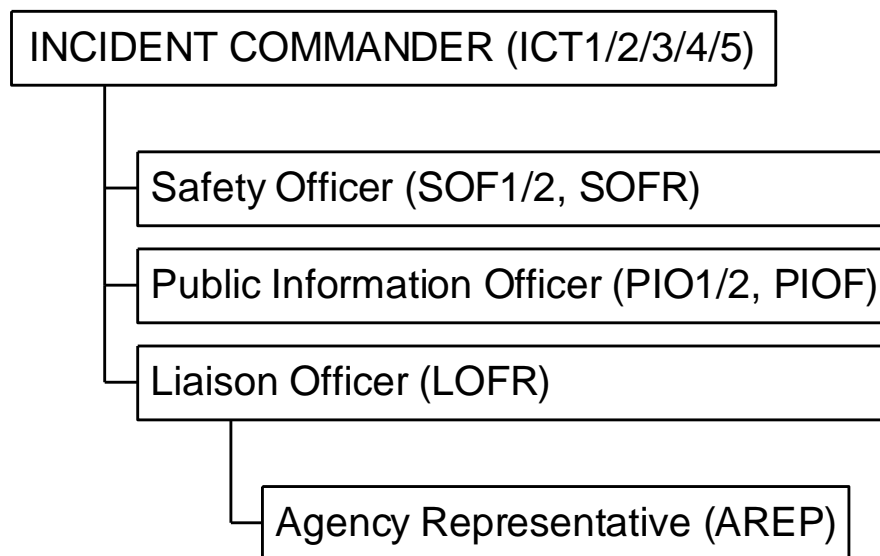 INCIDENT COMMANDER (ICT1/2/3/4/5)
Safety Officer (SOF1/2, SOFR)
Public Information Officer (PIO1/2, PIOF)
Liaison Officer (LOFR)
Agency Representative (AREP)